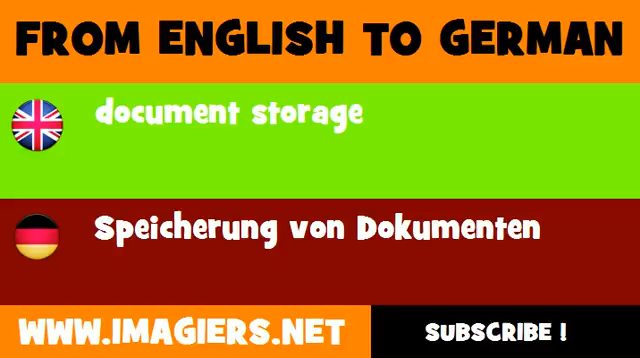 FROM ENGLISH TO GERMAN
document storage
Speicherung von Dokumenten
WWW.IMAGIERS.NET
SUBSCRIBE !